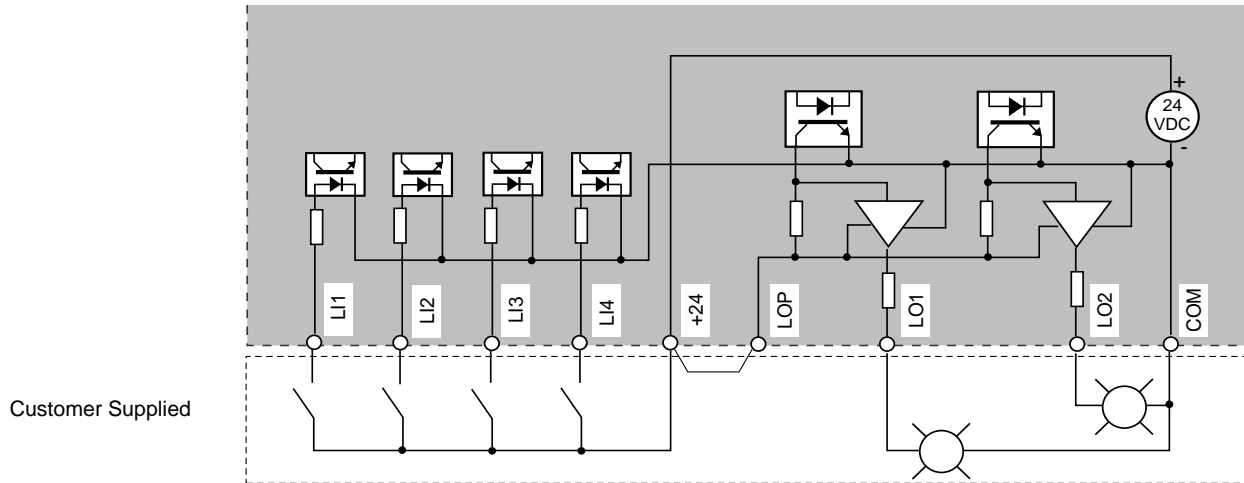 +
24
VDC
-
LI1
LI2
LI3
LI4
+24
LOP
LO1
LO2
COM
Customer Supplied